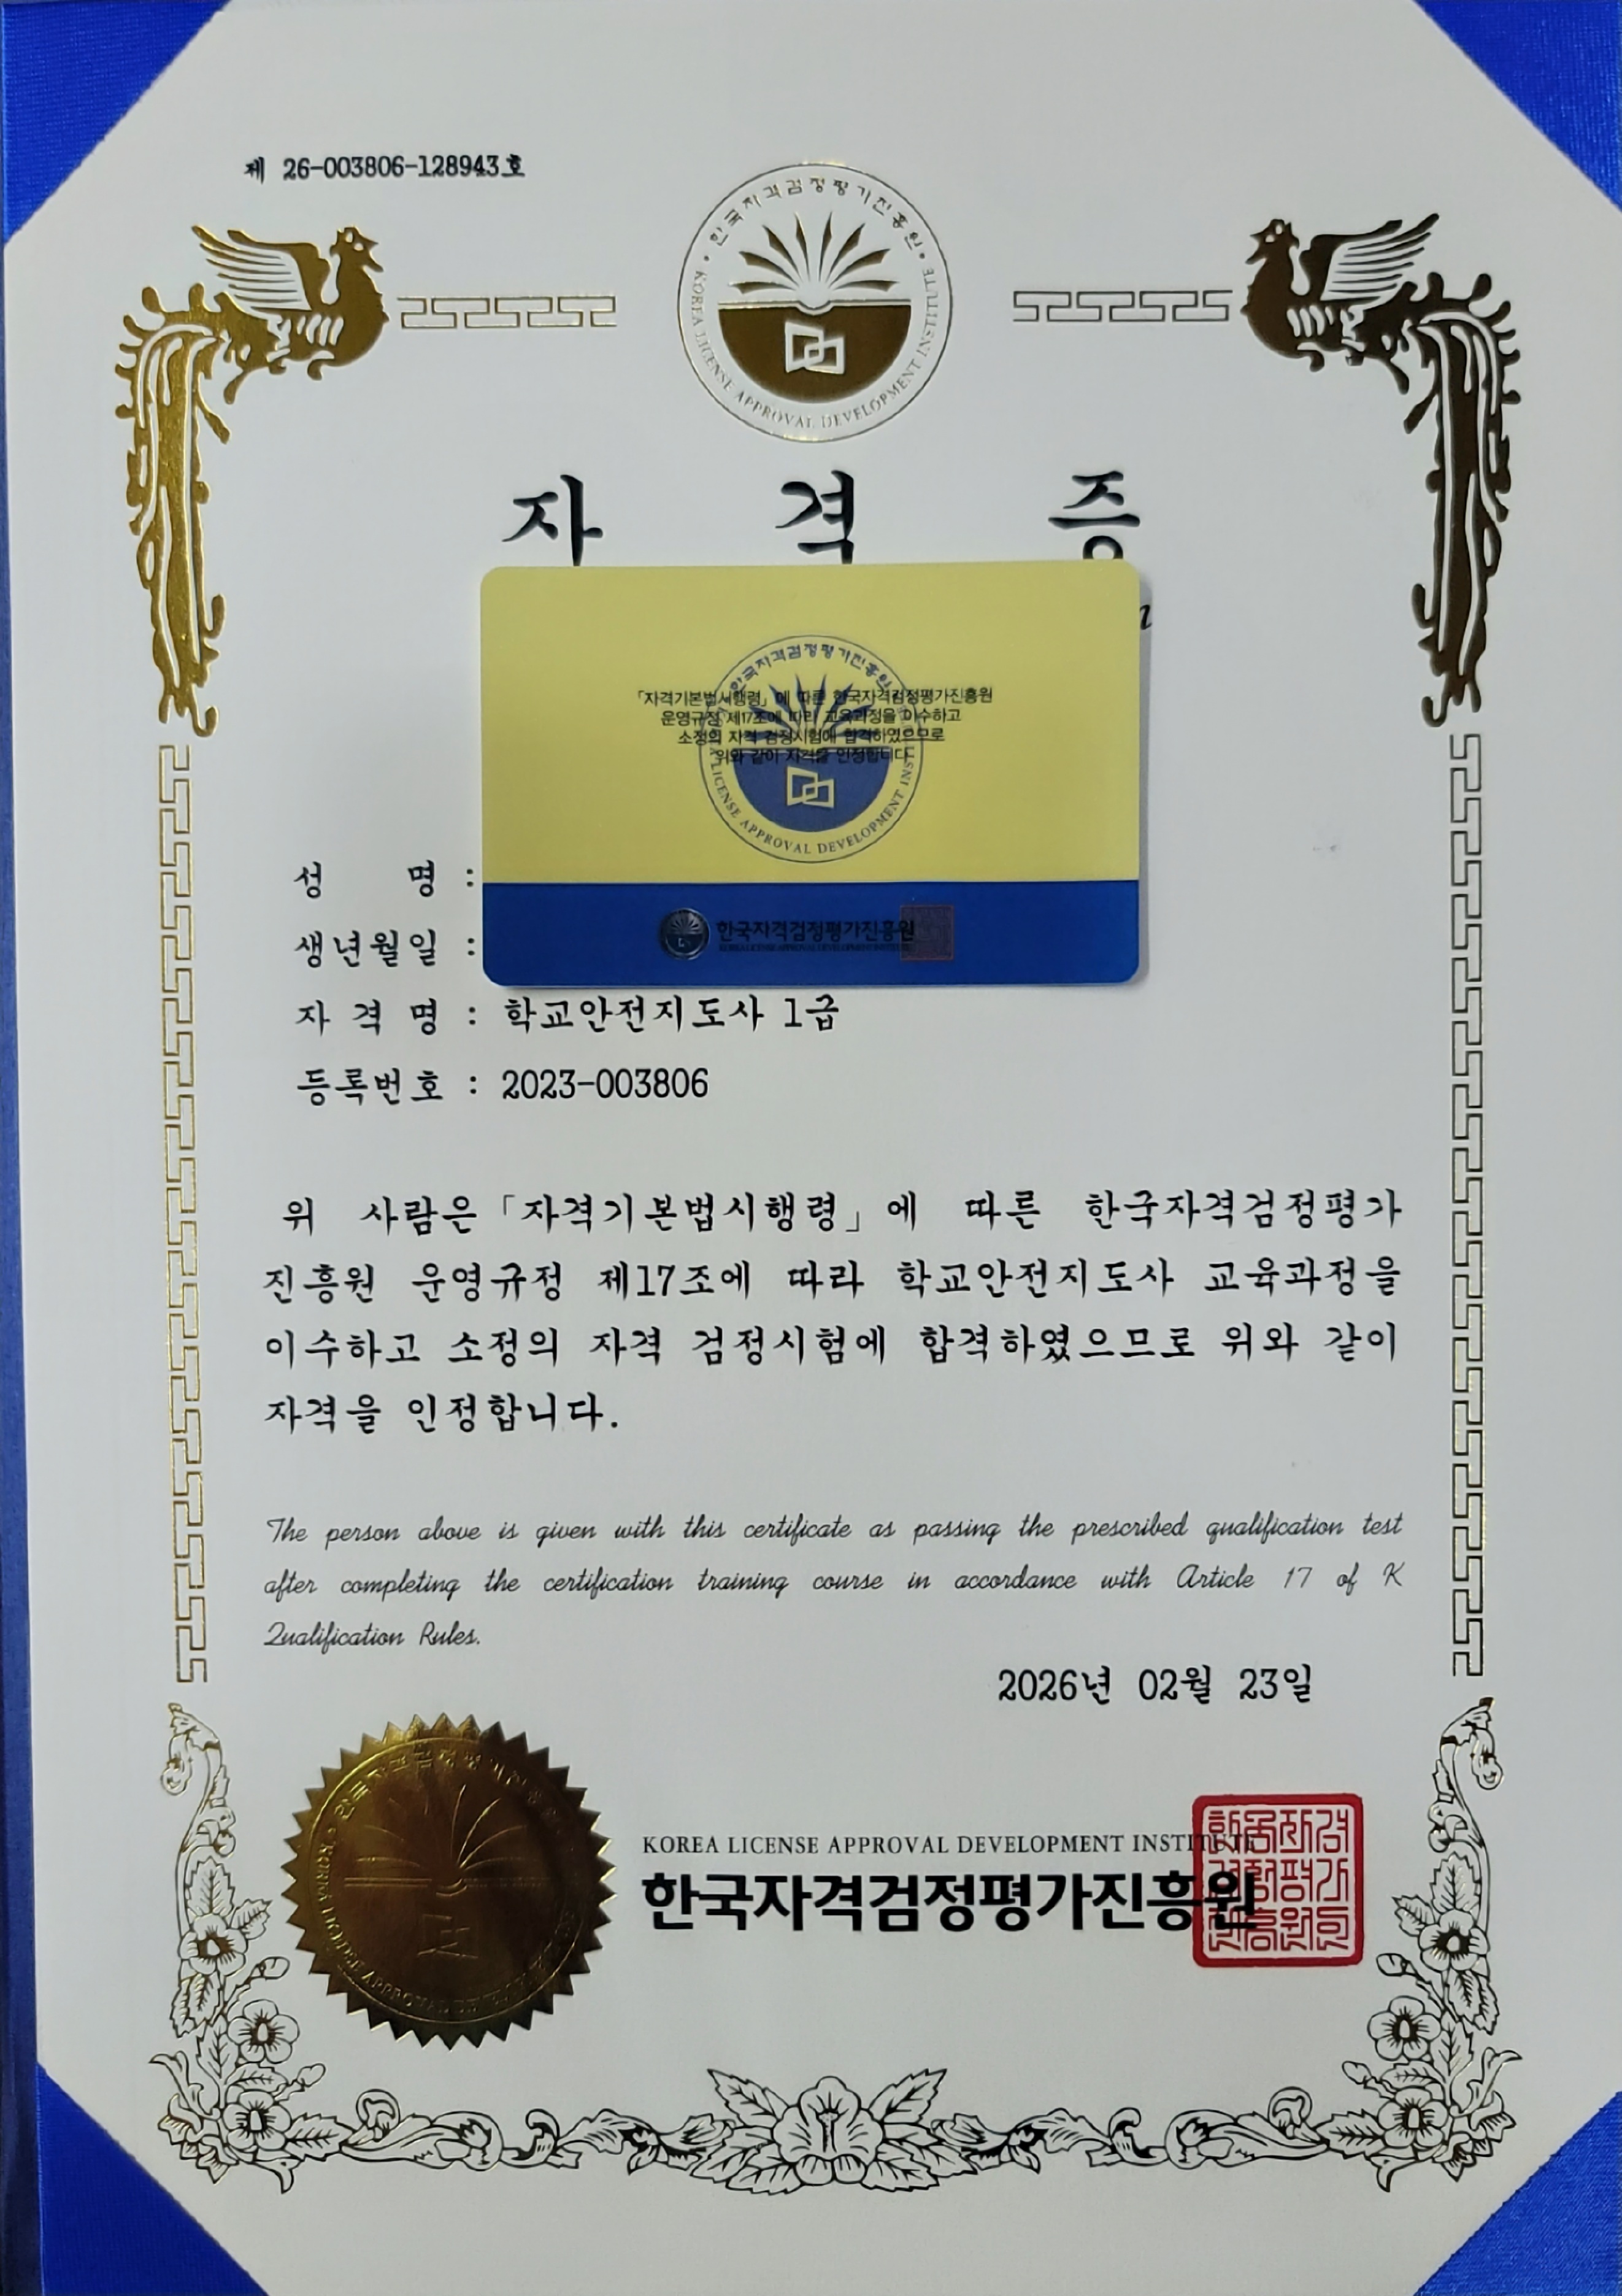 제 26-003806-128943호
한국자격검정평가진흥원
KOREA LICENSE APPROVAL DEVELOPMENT INSTITUTE
자 격 증
한국자격검정평가진흥원
「자격기본법시행령」에 따른 한국자격검정평가진흥원
운영규정 제17조에 따라 교육과정을 이수하고
소정의 자격 검정시험에 합격하였으므로
위와 같이 자격을 인정합니다
LICENSE APPROVAL DEVELOPMENT
한국자격검정평가진흥원
KOREA LICENSE APPROVAL DEVELOPMENT INSTITUTE
성 명 :
생년월일 :
자 격 명 : 학교안전지도사 1급
등록번호 : 2023-003806
위 사람은「자격기본법시행령」에 따른 한국자격검정평가
진흥원 운영규정 제17조에 따라 학교안전지도사 교육과정을
이수하고 소정의 자격 검정시험에 합격하였으므로 위와 같이
자격을 인정합니다.
The person above is given with this certificate as passing the prescribed qualification test
after completing the certification training course in accordance with Article 17 of K
Qualification Rules.
2026년 02월 23일
KOREA LICENSE APPROVAL DEVELOPMENT INSTITUTE
한국자격검정평가진흥원